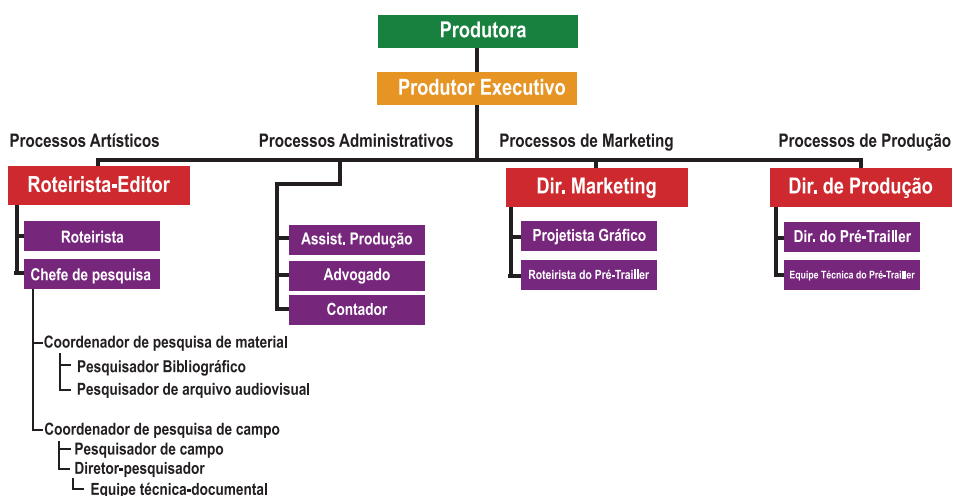 Produtora
Produtor Executivo
Processos Artísticos
Processos Administrativos
Processos de Marketing
Processos de Produção
Roteirista-Editor
Dir. Marketing
Dir. de Produção
Roteirista
Chefe de pesquisa
Assist. Produção
Advogado
Contador
Projetista Gráfico
Roteirista do Pré-Trailler
Dir. do Pré-Trailler
Equipe Técnica do Pré-Trailler
Coordenador de pesquisa de material
Pesquisador Bibliográfico
Pesquisador de arquivo audiovisual
Coordenador de pesquisa de campo
Pesquisador de campo
Diretor-pesquisador
Equipe técnica-documental